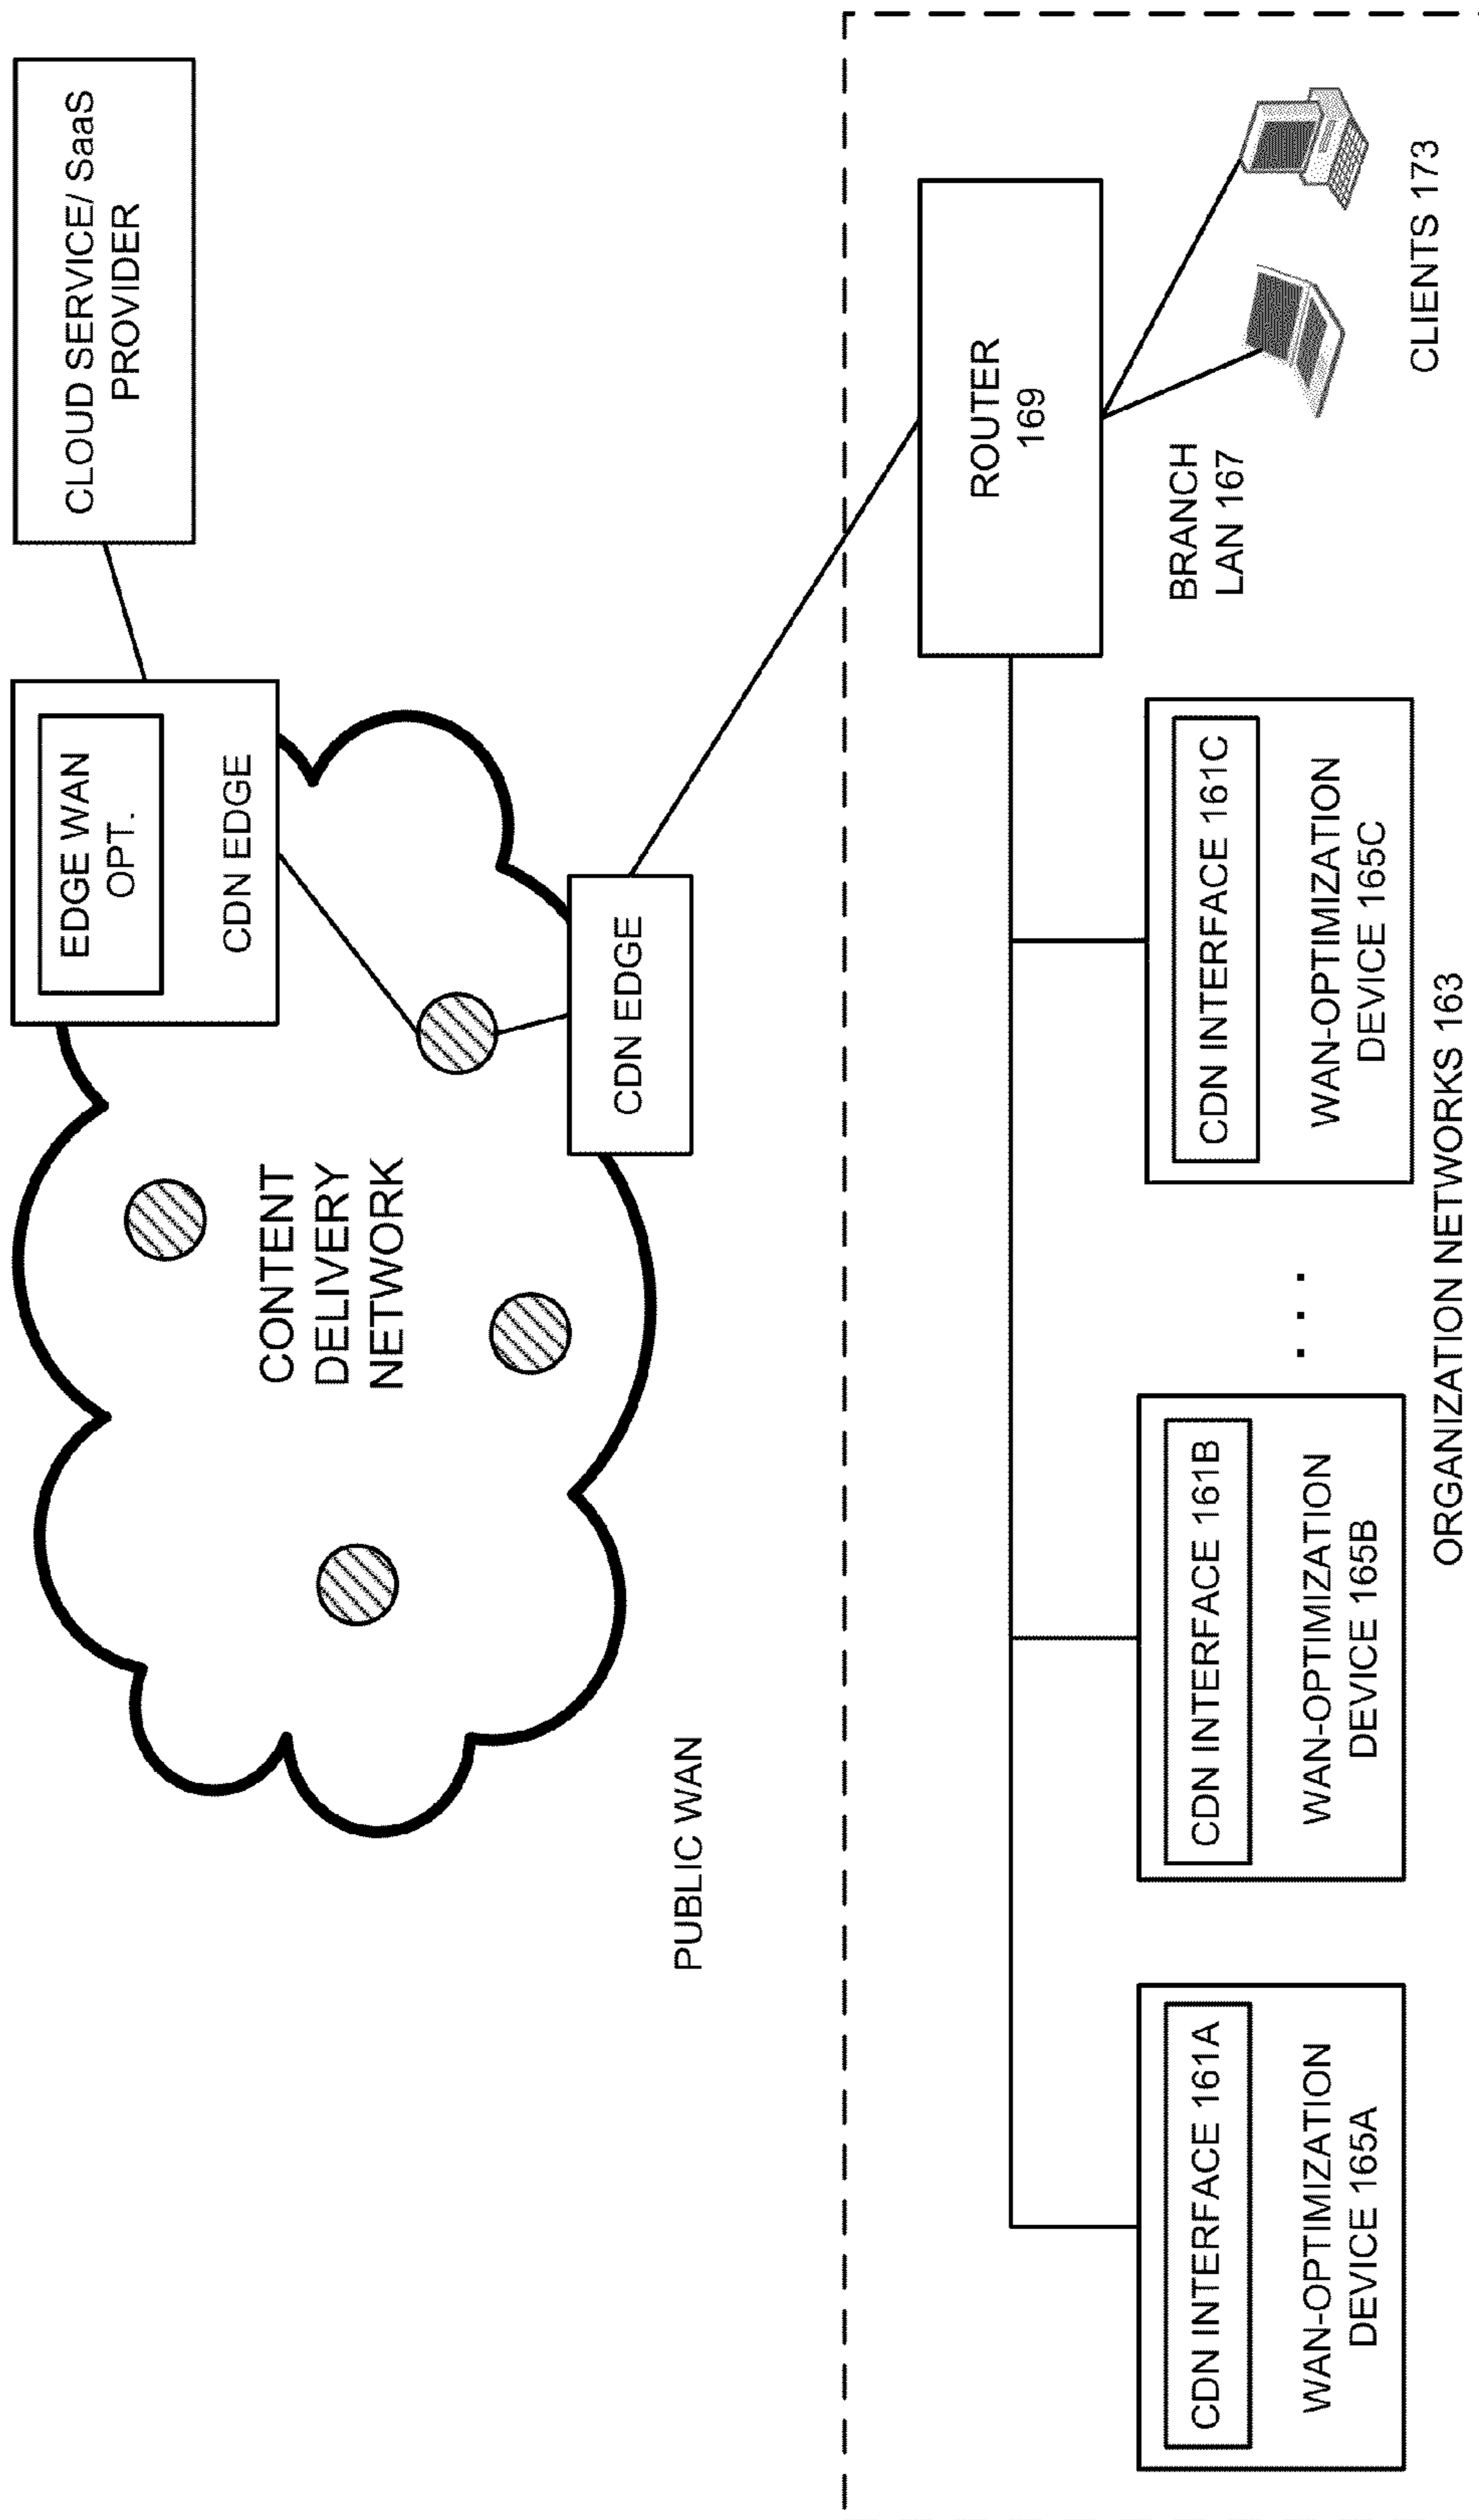 CLOUD SERVICE/ SaaS
PROVIDER
EDGE WAN
OPT.
CDN EDGE
CONTENT
DELIVERY
NETWORK
CDN EDGE
PUBLIC WAN
ROUTER
169
BRANCH
LAN 167
CLIENTS 173
CDN INTERFACE 161A
WAN-OPTIMIZATION
DEVICE 165A
CDN INTERFACE 161B
WAN-OPTIMIZATION
DEVICE 165B
. . .
CDN INTERFACE 161C
WAN-OPTIMIZATION
DEVICE 165C
ORGANIZATION NETWORKS 163